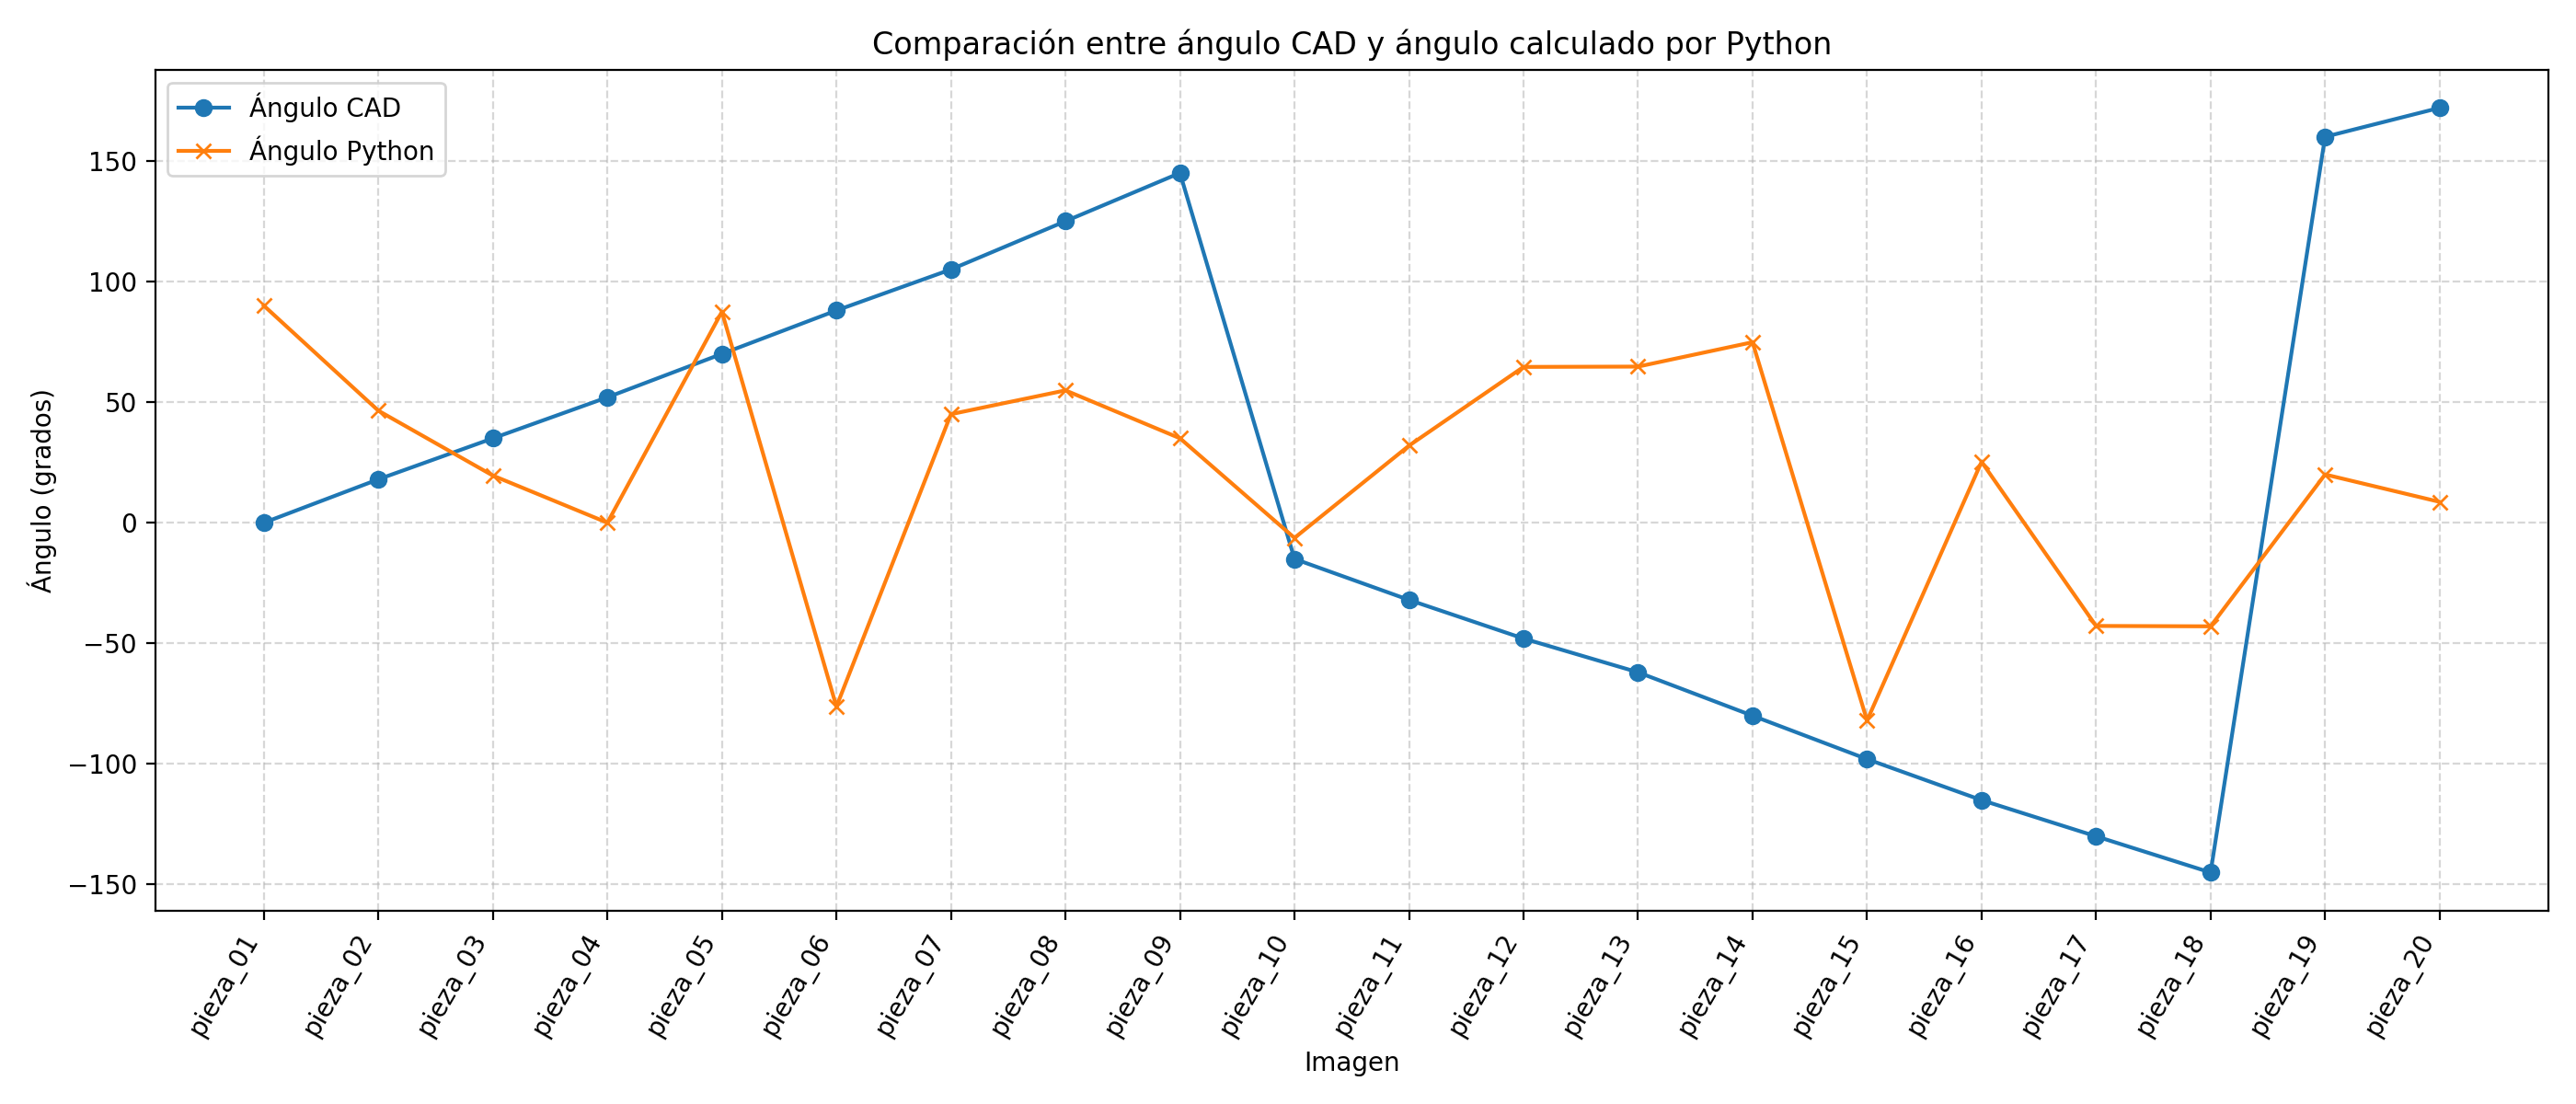 Comparación entre ángulo CAD y ángulo calculado por Python
Ángulo CAD
Ángulo Python
Ángulo (grados)
150
100
50
0
−50
−100
−150
pieza_01
pieza_02
pieza_03
pieza_04
pieza_05
pieza_06
pieza_07
pieza_08
pieza_09
pieza_10
pieza_11
pieza_12
pieza_13
pieza_14
pieza_15
pieza_16
pieza_17
pieza_18
pieza_19
pieza_20
Imagen